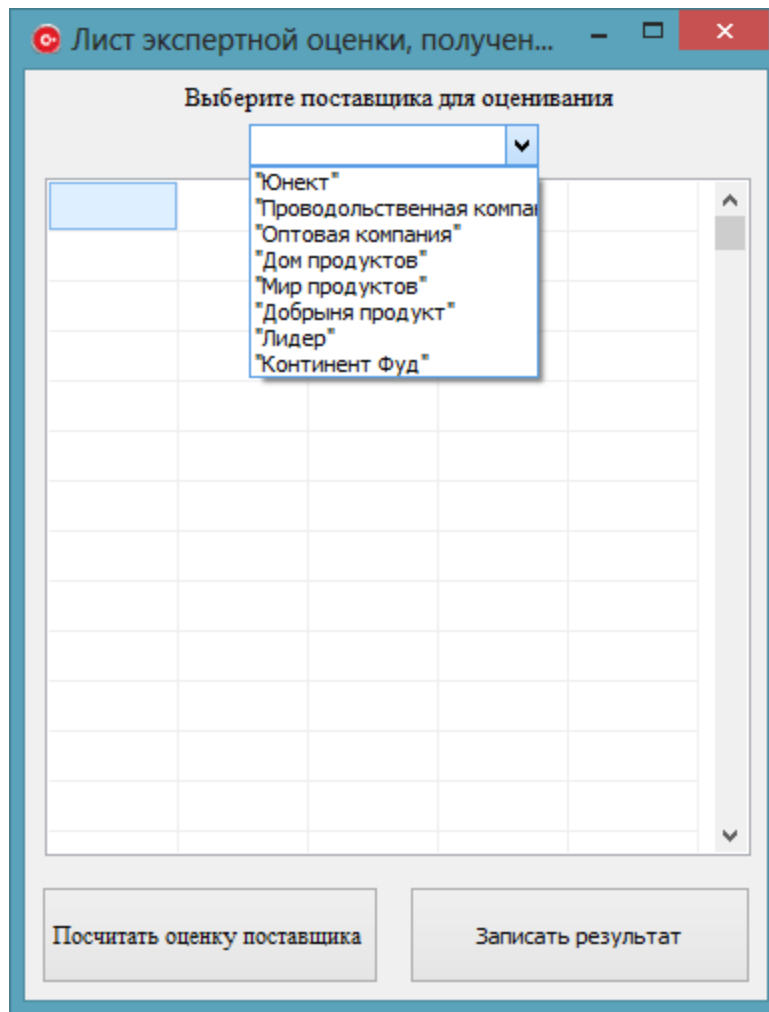 Лист экспертной оценки, получен...
Выберите поставщика для оценивания
"Юнект"
"Проводольственная компа
"Оптовая компания"
"Дом продуктов"
"Мир продуктов"
"Добрыня продукт"
"Лидер"
"Континент Фуд"
Посчитать оценку поставщика
Записать результат